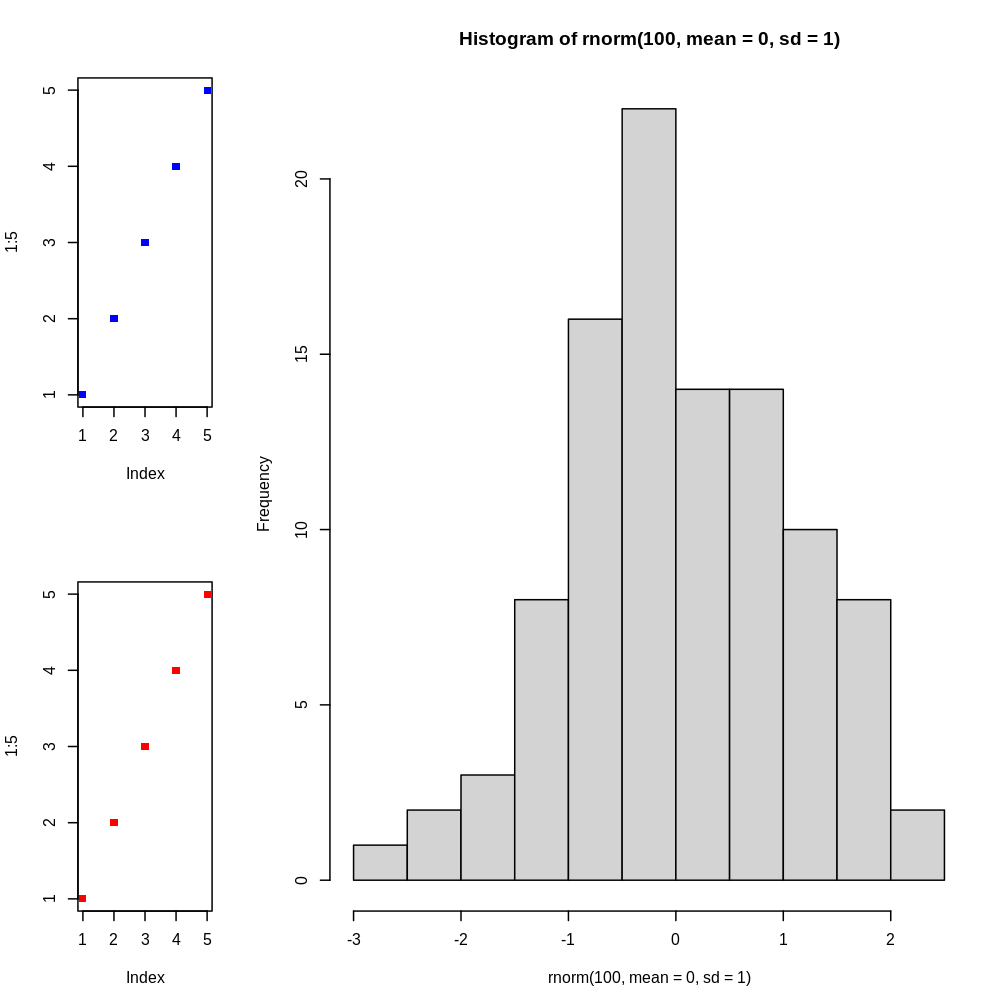 Histogram of rnorm(100, mean = 0, sd = 1)
5
4
3
2
1
1:5
1 2 3 4 5
Index
5
4
3
2
1
1:5
1 2 3 4 5
Index
20
15
10
5
0
Frequency
-3 -2 -1 0 1 2
rnorm(100, mean = 0, sd = 1)